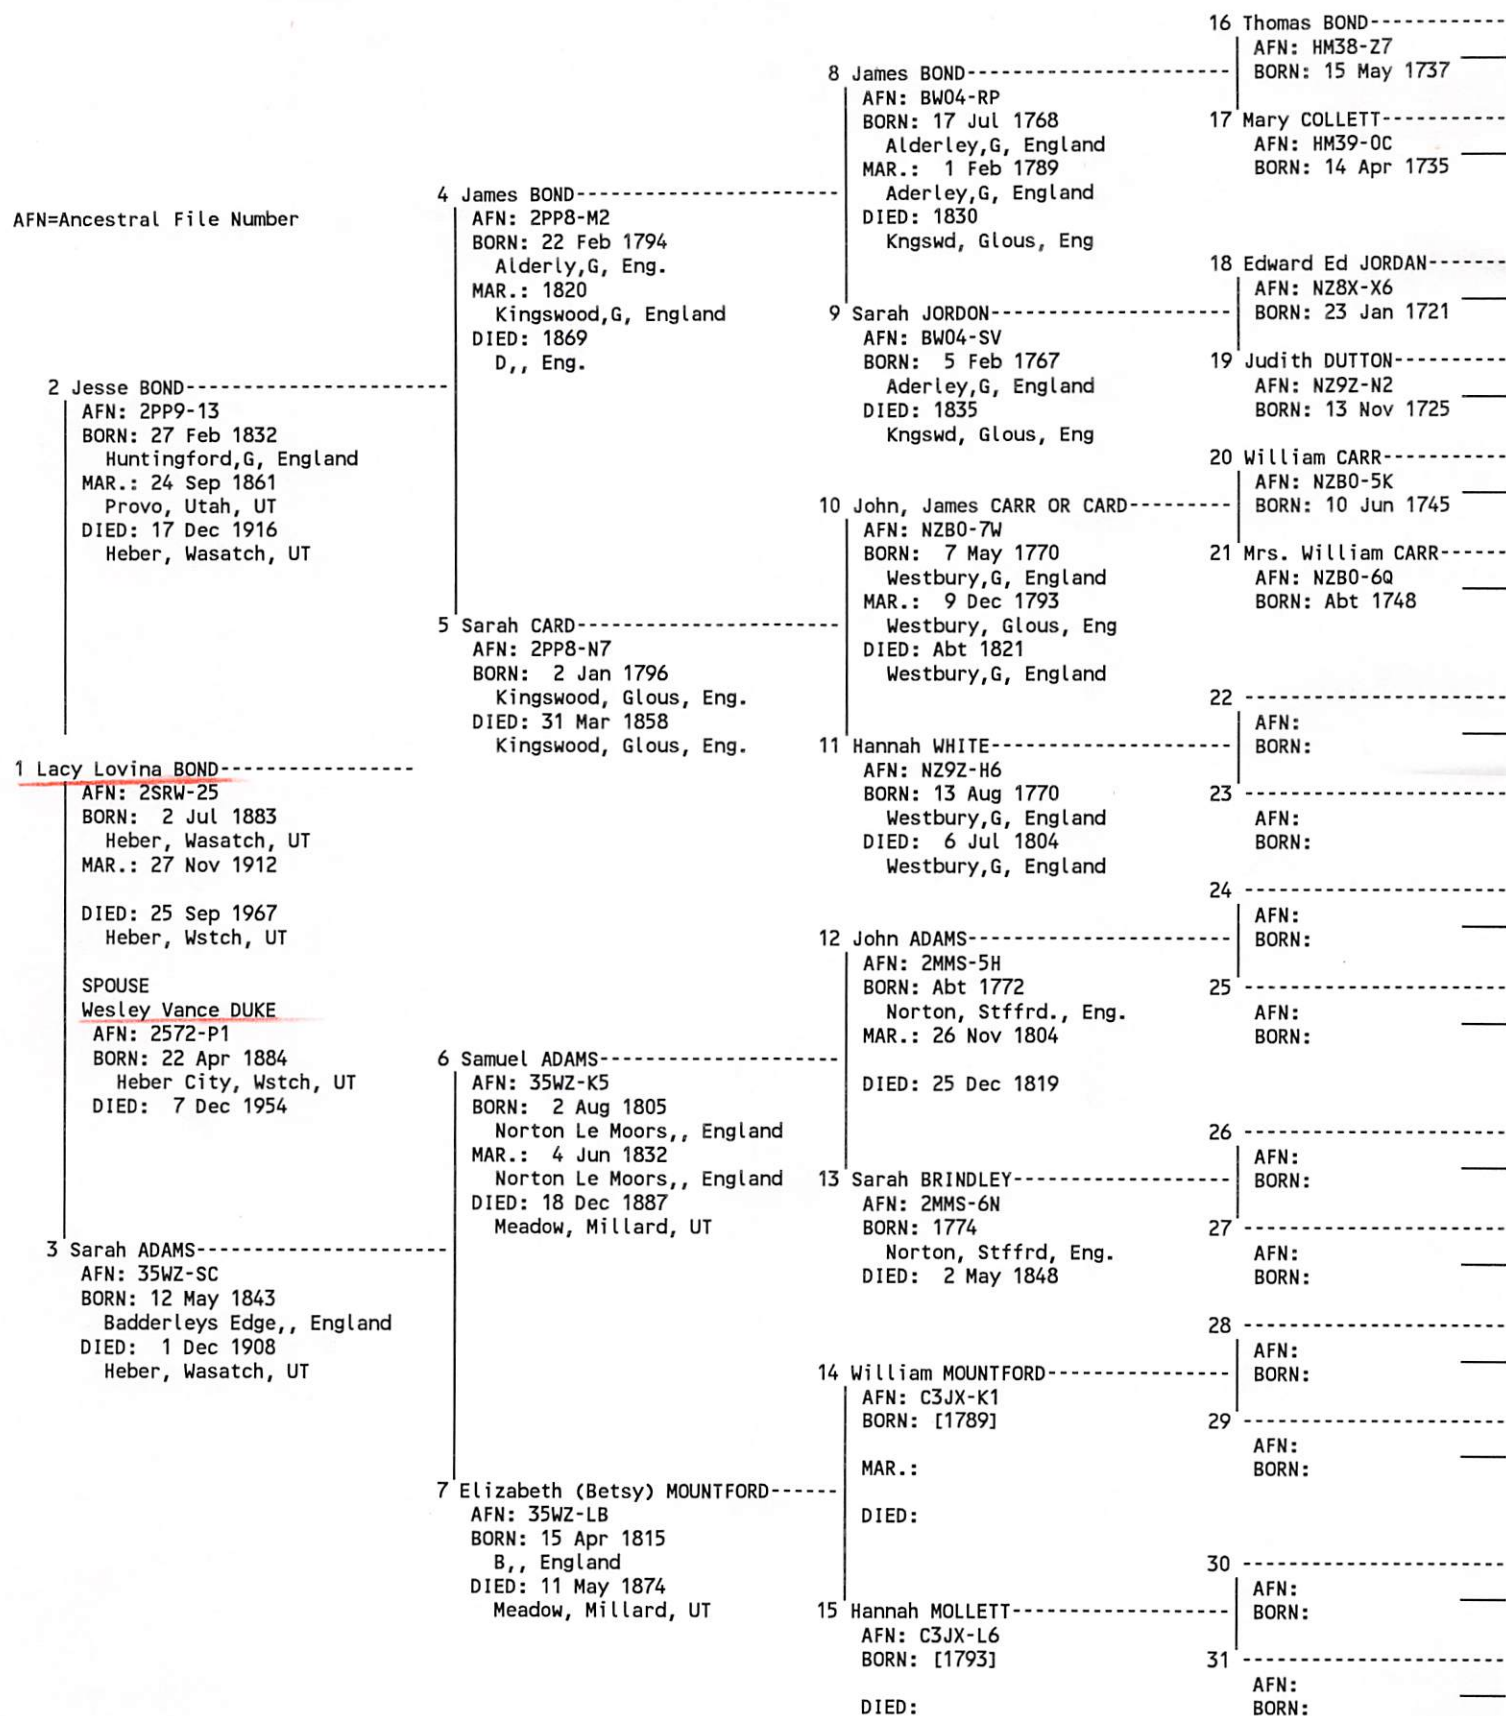 AFN=Ancestral File Number
1 Lacy Lovina BOND
AFN: 2SRW-25
BORN: 2 Jul 1883
Heber, Wasatch, UT
MAR.: 27 Nov 1912
DIED: 25 Sep 1967
Heber, Wstch, UT
SPOUSE
Wesley Vance DUKE
AFN: 2572-P1
BORN: 22 Apr 1884
Heber City, Wstch, UT
DIED: 7 Dec 1954
2 Jesse BOND
AFN: 2PP9-13
BORN: 27 Feb 1832
Huntingford,G, England
MAR.: 24 Sep 1861
Provo, Utah, UT
DIED: 17 Dec 1916
Heber, Wasatch, UT
3 Sarah ADAMS
AFN: 35WZ-SC
BORN: 12 May 1843
Badderleys Edge,, England
DIED: 1 Dec 1908
Heber, Wasatch, UT
4 James BOND
AFN: 2PP8-M2
BORN: 22 Feb 1794
Alderly,G, Eng.
MAR.: 1820
Kingswood,G, England
DIED: 1869
D,, Eng.
5 Sarah CARD
AFN: 2PP8-N7
BORN: 2 Jan 1796
Kingswood, Glous, Eng.
DIED: 31 Mar 1858
Kingswood, Glous, Eng.
6 Samuel ADAMS
AFN: 35WZ-K5
BORN: 2 Aug 1805
Norton Le Moors,, England
MAR.: 4 Jun 1832
Norton Le Moors,, England
DIED: 18 Dec 1887
Meadow, Millard, UT
7 Elizabeth (Betsy) MOUNTFORD
AFN: 35WZ-LB
BORN: 15 Apr 1815
B,, England
DIED: 11 May 1874
Meadow, Millard, UT
8 James BOND
AFN: BW04-RP
BORN: 17 Jul 1768
Alderley,G, England
MAR.: 1 Feb 1789
Aderley,G, England
DIED: 1830
Kngswd, Glous, Eng
9 Sarah JORDON
AFN: BW04-SV
BORN: 5 Feb 1767
Aderley,G, England
DIED: 1835
Kngswd, Glous, Eng
10 John, James CARR OR CARD
AFN: NZB0-7W
BORN: 7 May 1770
Westbury,G, England
MAR.: 9 Dec 1793
Westbury, Glous, Eng
DIED: Abt 1821
Westbury,G, England
11 Hannah WHITE
AFN: NZ9Z-H6
BORN: 13 Aug 1770
Westbury,G, England
DIED: 6 Jul 1804
Westbury,G, England
12 John ADAMS
AFN: 2MMS-5H
BORN: Abt 1772
Norton, Stffrd., Eng.
MAR.: 26 Nov 1804
DIED: 25 Dec 1819
13 Sarah BRINDLEY
AFN: 2MMS-6N
BORN: 1774
Norton, Stffrd, Eng.
DIED: 2 May 1848
14 William MOUNTFORD
AFN: C3JX-K1
BORN: [1789]
MAR.:
DIED:
15 Hannah MOLLETT
AFN: C3JX-L6
BORN: [1793]
DIED:
16 Thomas BOND
AFN: HM38-Z7
BORN: 15 May 1737
17 Mary COLLETT
AFN: HM39-0C
BORN: 14 Apr 1735
18 Edward Ed JORDAN
AFN: NZ8X-X6
BORN: 23 Jan 1721
19 Judith DUTTON
AFN: NZ9Z-N2
BORN: 13 Nov 1725
20 William CARR
AFN: NZB0-5K
BORN: 10 Jun 1745
21 Mrs. William CARR
AFN: NZB0-6Q
BORN: Abt 1748
22
AFN:
BORN:
23
AFN:
BORN:
24
AFN:
BORN:
25
AFN:
BORN:
26
AFN:
BORN:
27
AFN:
BORN:
28
AFN:
BORN:
29
AFN:
BORN:
30
AFN:
BORN:
31
AFN:
BORN: